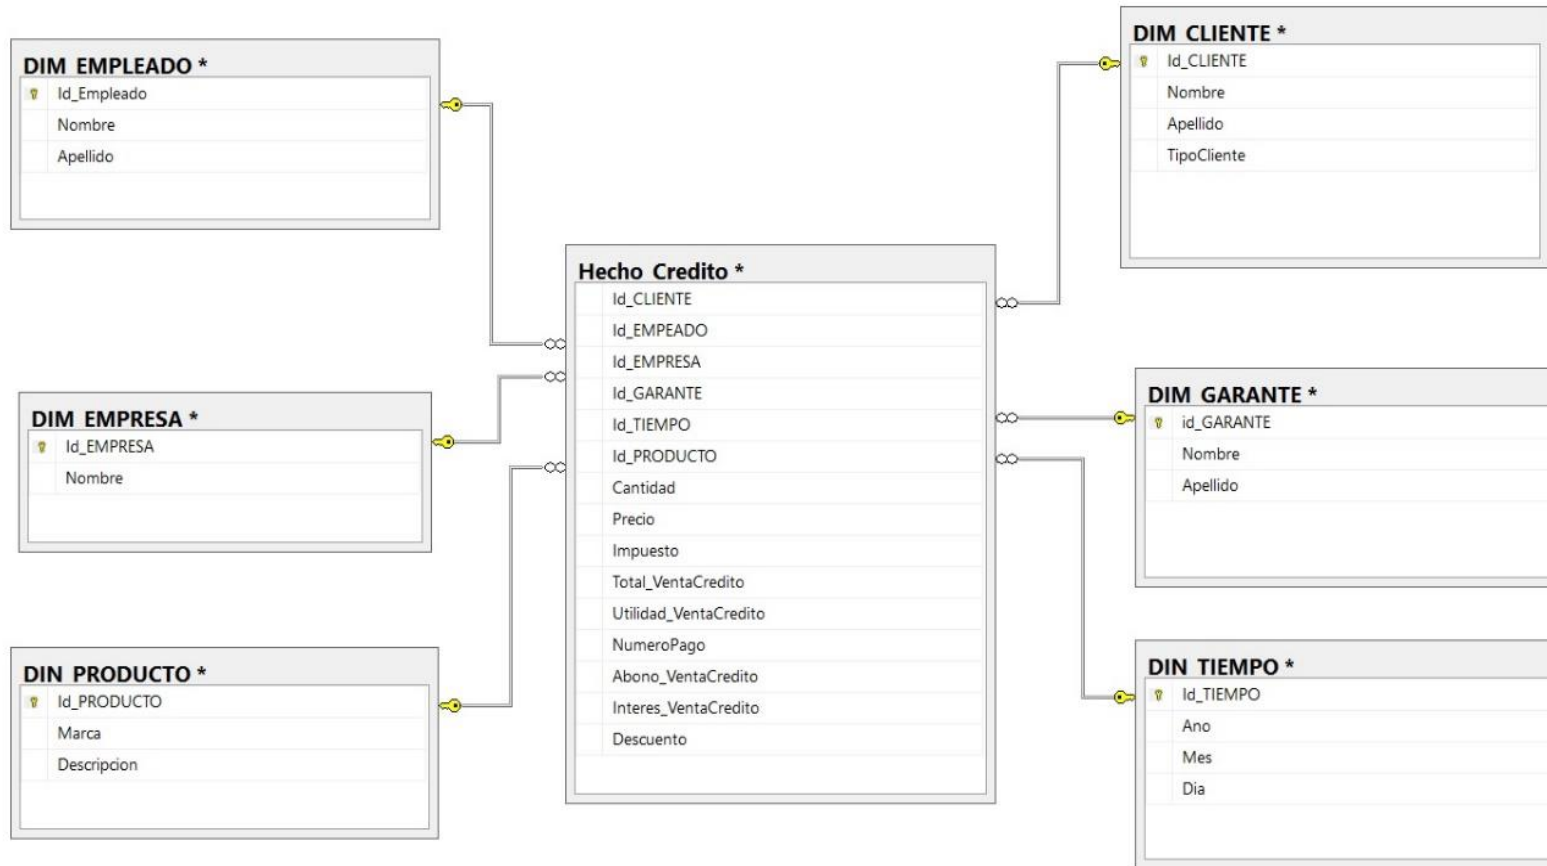 DIM EMPLEADO *
Id_Empleado
Nombre
Apellido
DIM EMPRESA *
Id_EMPRESA
Nombre
DIN PRODUCTO *
Id_PRODUCTO
Marca
Descripcion
Hecho Credito *
Id_CLIENTE
Id_EMPEADO
Id_EMPRESA
Id_GARANTE
Id_TIEMPO
Id_PRODUCTO
Cantidad
Precio
Impuesto
Total_VentaCredito
Utilidad_VentaCredito
NumeroPago
Abono_VentaCredito
Interes_VentaCredito
Descuento
DIM CLIENTE *
Id_CLIENTE
Nombre
Apellido
TipoCliente
DIM GARANTE *
id_GARANTE
Nombre
Apellido
DIN TIEMPO *
Id_TIEMPO
Ano
Mes
Dia